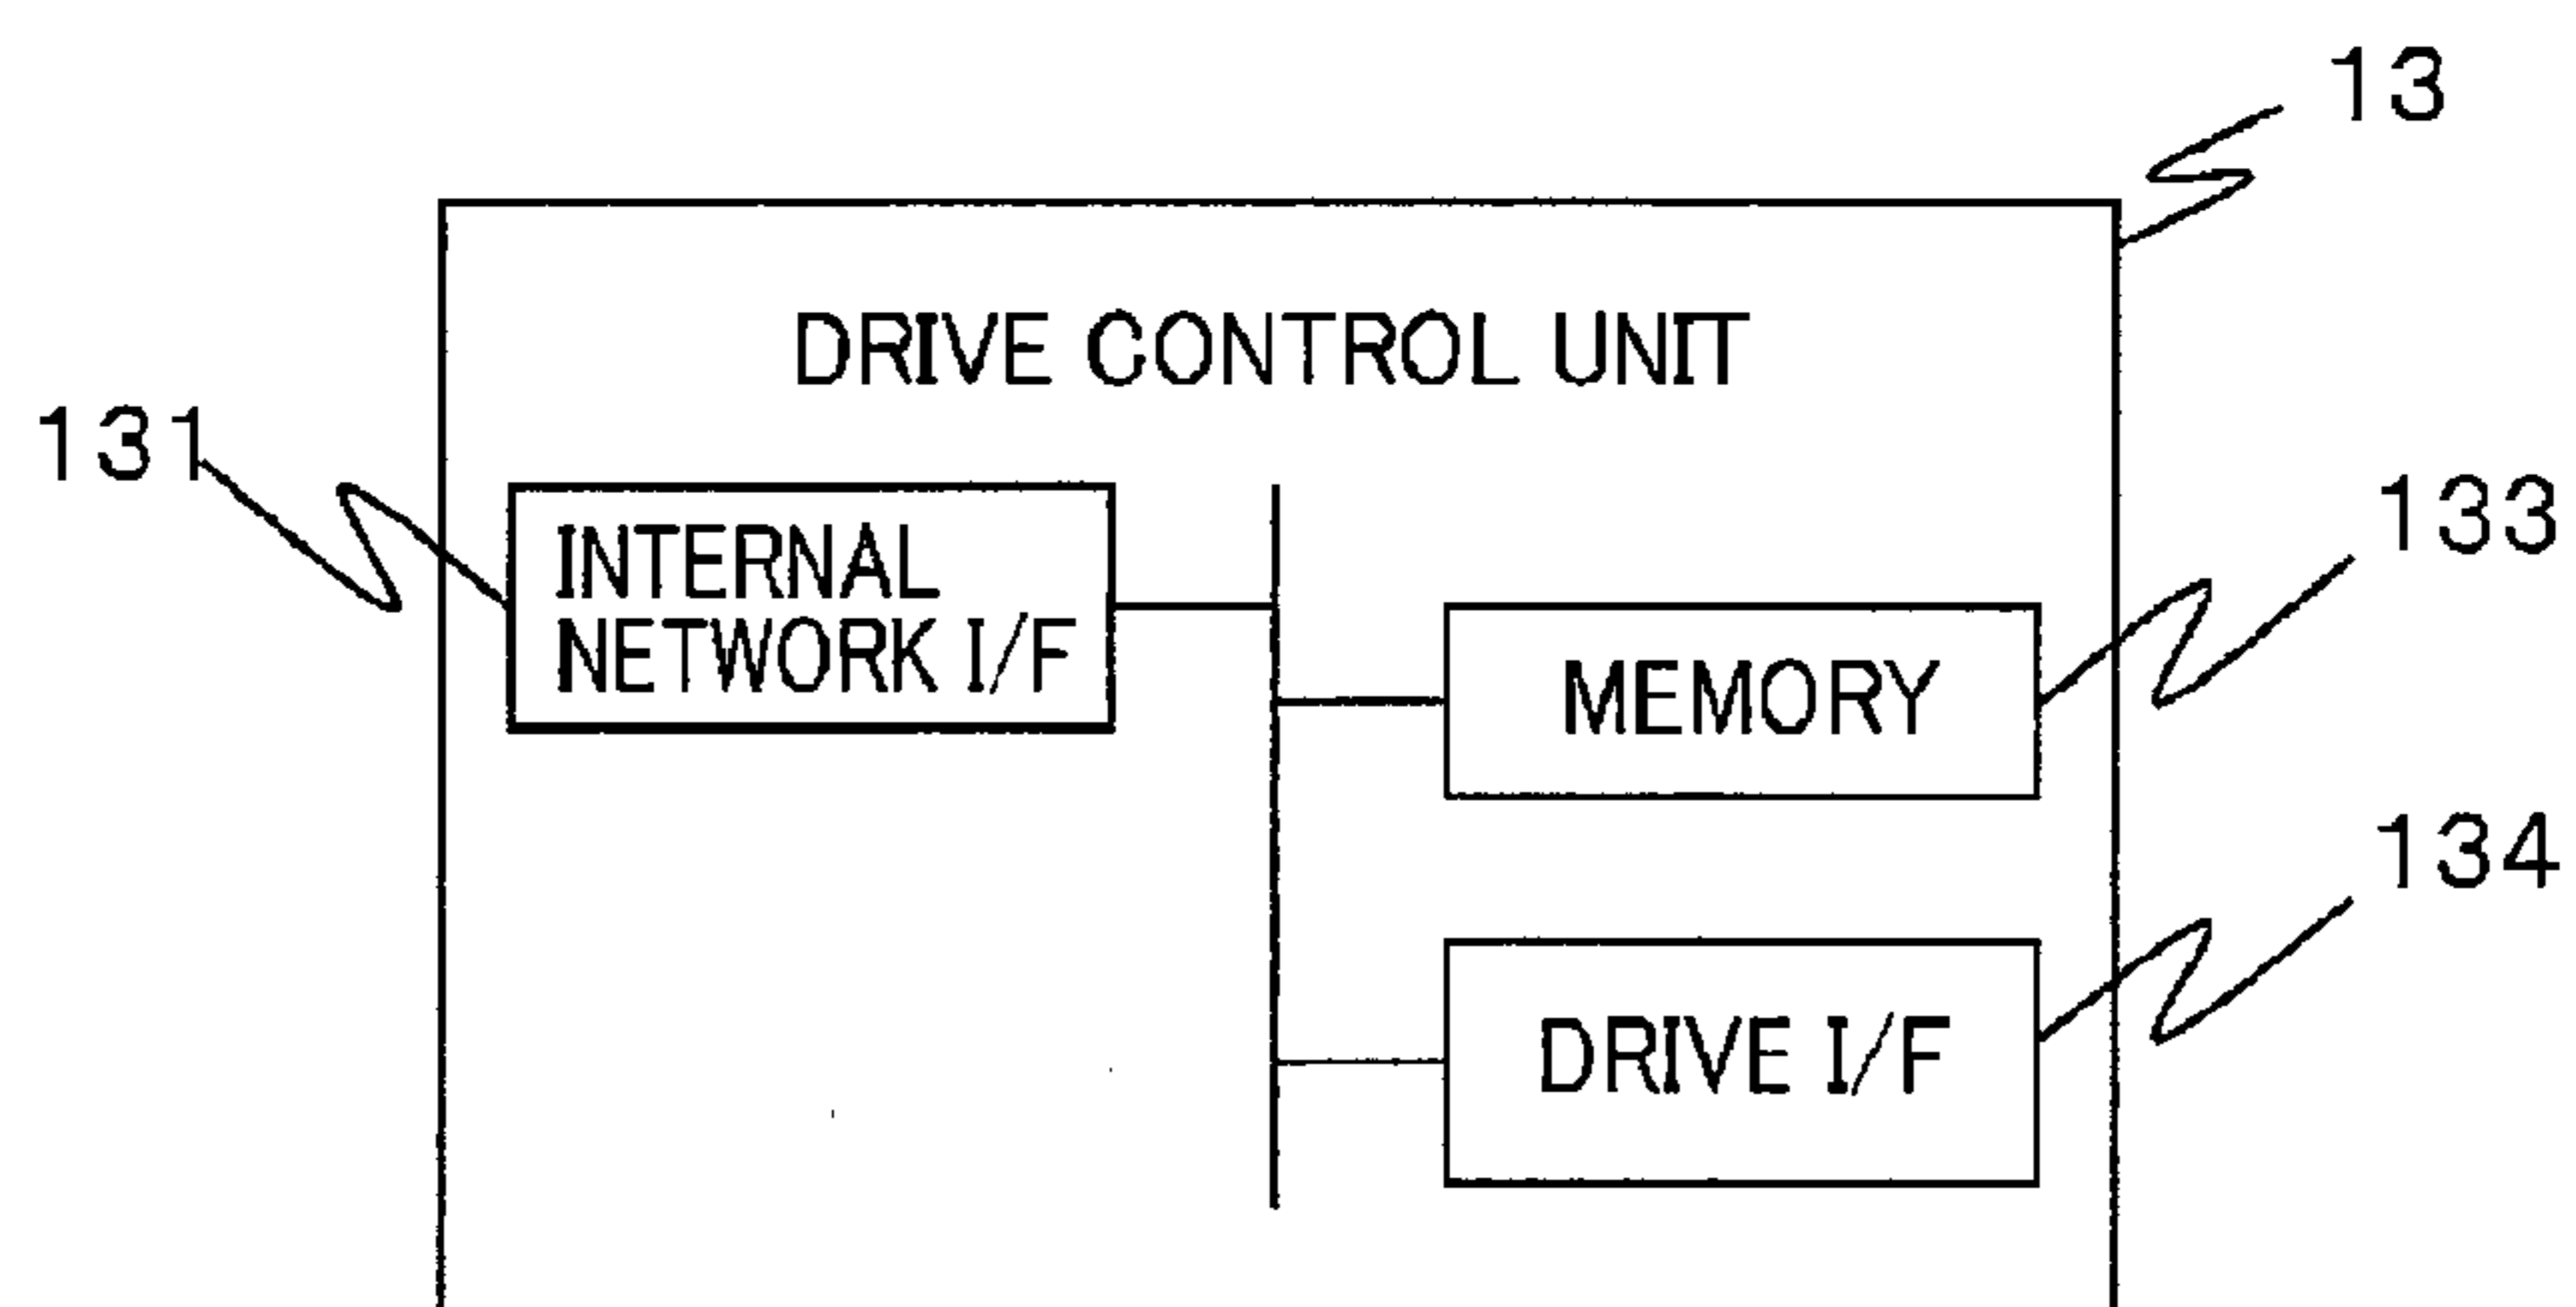 13
DRIVE CONTROL UNIT
131
INTERNAL
NETWORK I/F
133
MEMORY
134
DRIVE I/F